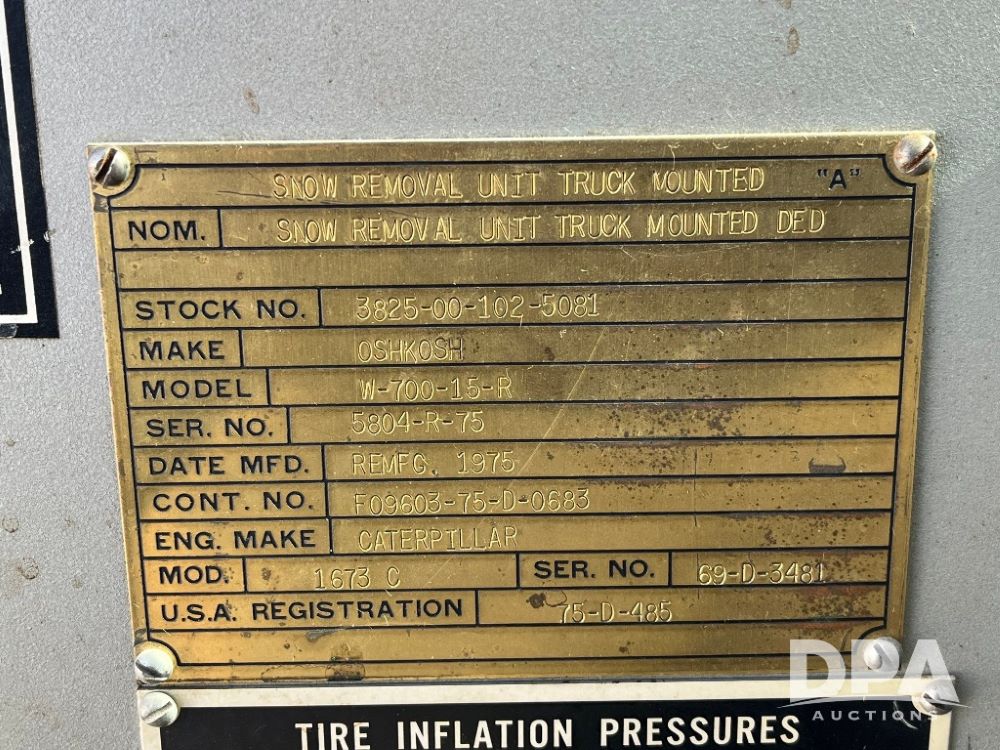 SNOW REMOVAL UNIT TRUCK MOUNTED "A"
NOM. SNOW REMOVAL UNIT TRUCK MOUNTED DED
STOCK NO. 3825-00-102-5081
MAKE OSHKOSH
MODEL W-700-15-R
SER. NO. 5804-R-75
DATE MFD. REMFG. 1975
CONT. NO. F09603-75-D-0683
ENG. MAKE CATERPILLAR
MOD. 1673 C SER. NO. 69-D-3481
U.S.A. REGISTRATION 75-D-485
DPA
AUCTIONS
TIRE INFLATION PRESSURES